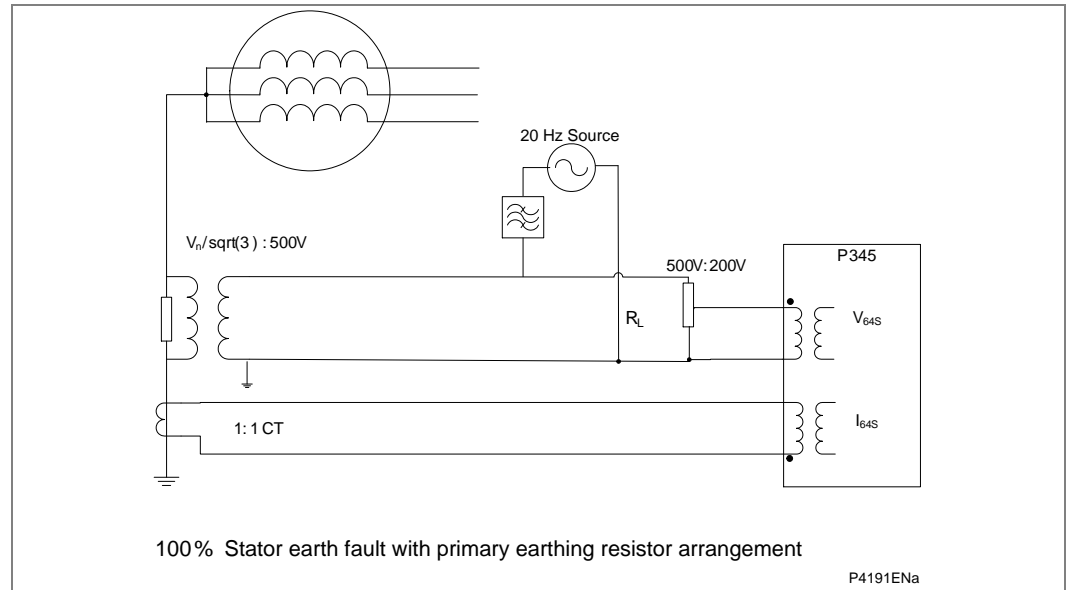 20 Hz Source
Vn/sqrt(3) : 500V
500V:200V
P345
RL
V64S
1:1 CT
I64S
100% Stator earth fault with primary earthing resistor arrangement
P4191ENa